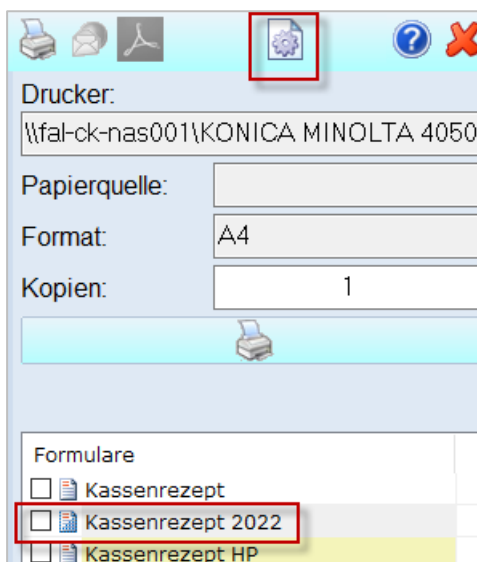 Drucker:
\\fal-ck-nas001\KONICA MINOLTA 4050
Papierquelle:
Format: A4
Kopien: 1
Formulare
Kassenrezept
Kassenrezept 2022
Kassenrezept HP